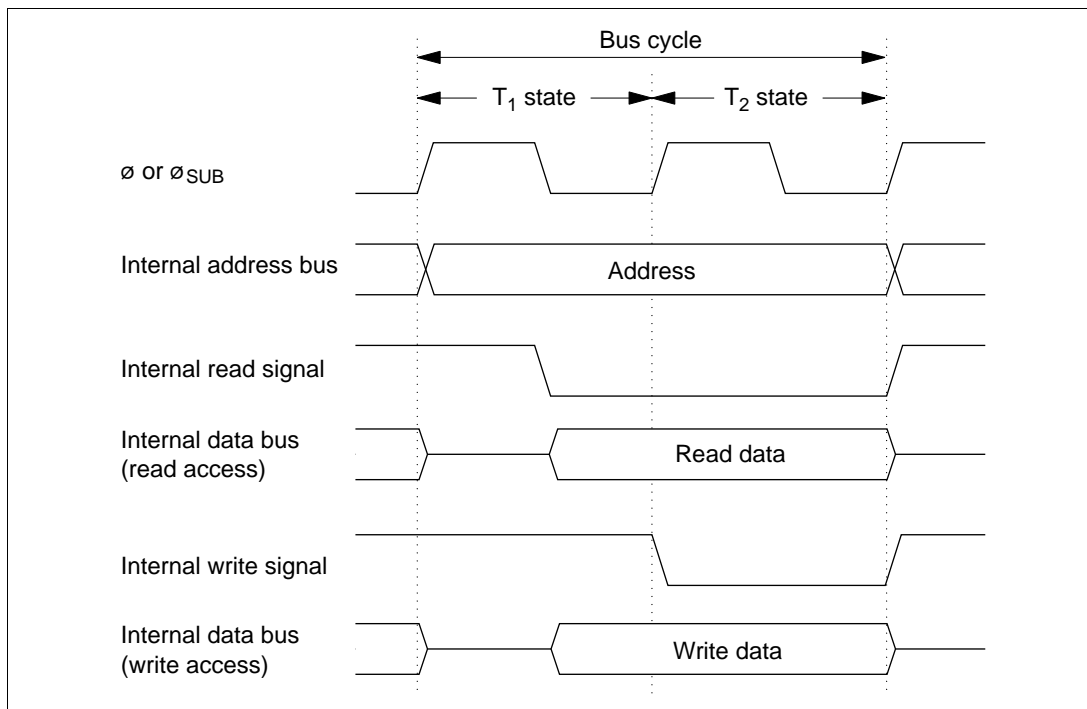 Bus cycle
T1 state
T2 state
ø or øSUB
Internal address bus
Address
Internal read signal
Internal data bus
(read access)
Read data
Internal write signal
Internal data bus
(write access)
Write data